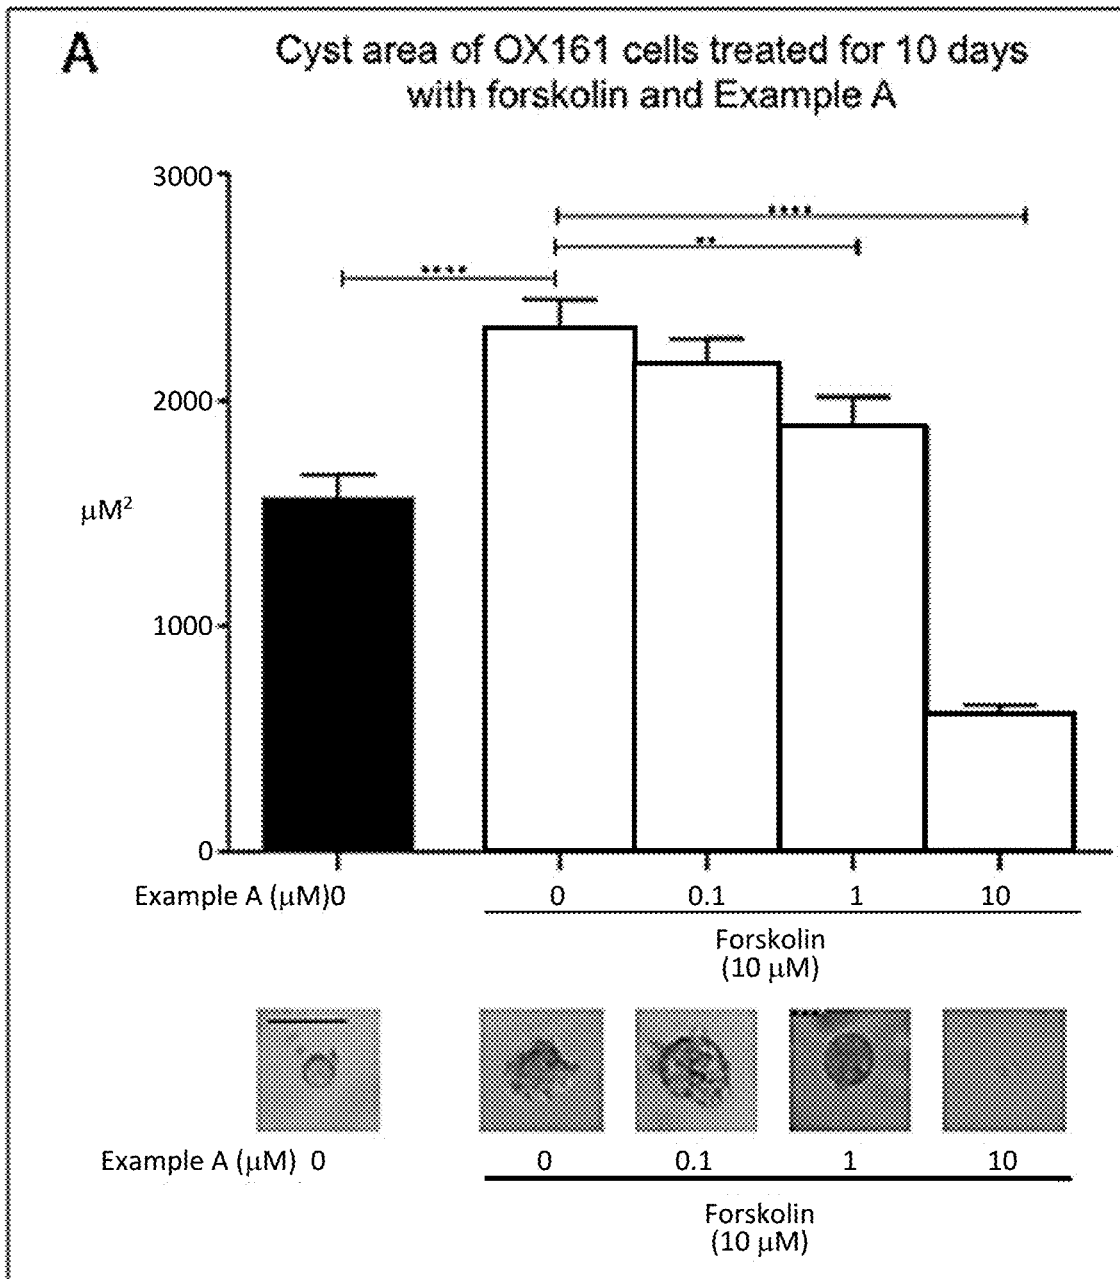 A
Cyst area of OX161 cells treated for 10 days
with forskolin and Example A
3000
****
**
****
2000
μM²
1000
0
Example A (μM)0 0 0.1 1 10
Forskolin
(10 μM)
Example A (μM) 0 0 0.1 1 10
Forskolin
(10 μM)